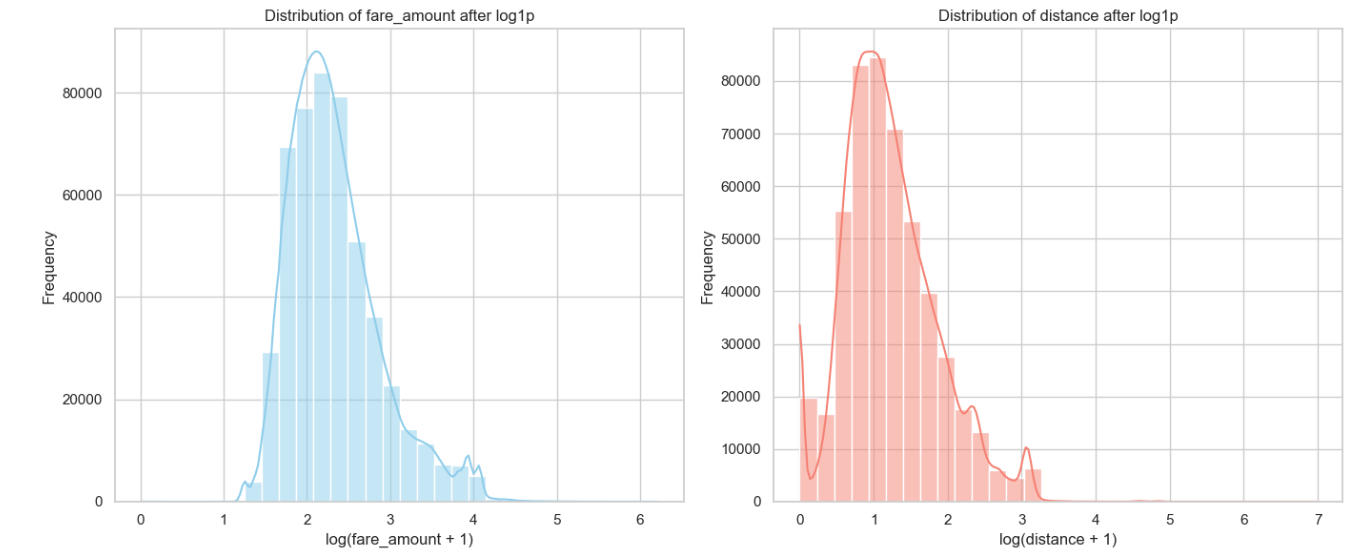 Distribution of fare_amount after log1p
Frequency
80000
60000
40000
20000
0
0 1 2 3 4 5 6
log(fare_amount + 1)
Distribution of distance after log1p
Frequency
80000
70000
60000
50000
40000
30000
20000
10000
0
0 1 2 3 4 5 6 7
log(distance + 1)